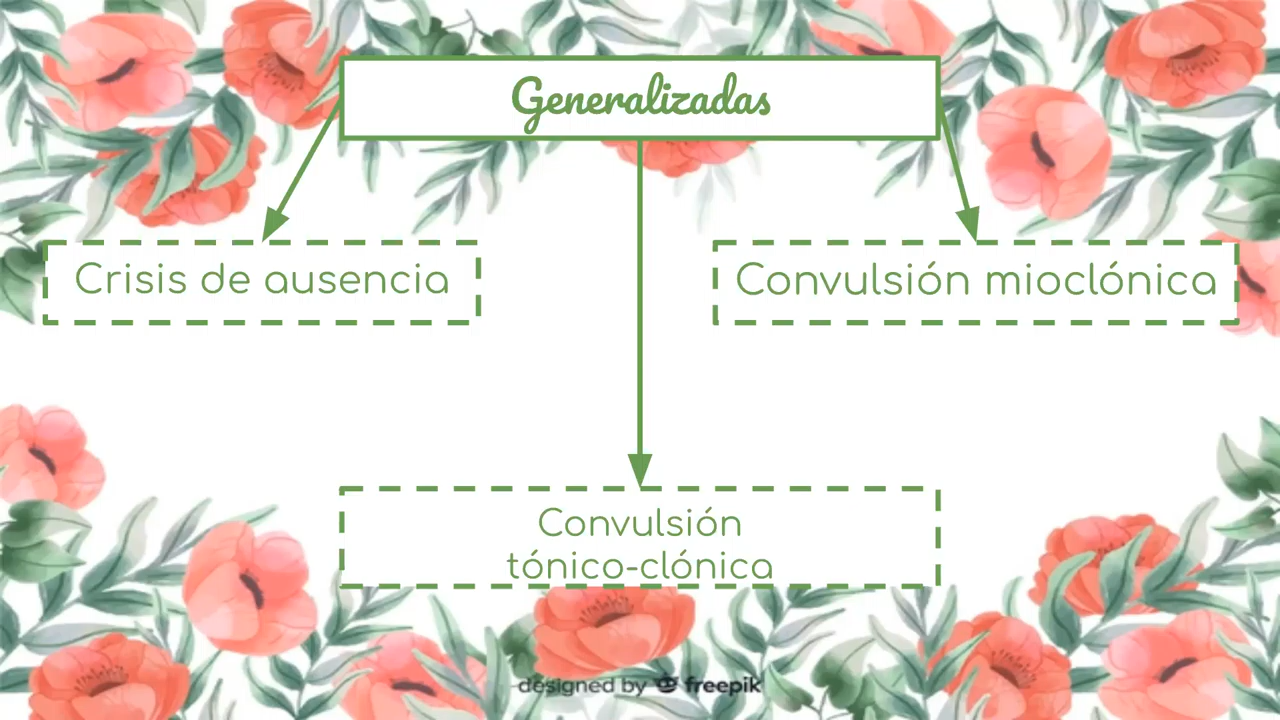 Generalizadas
Crisis de ausencia
Convulsión mioclónica
Convulsión
tónico-clónica
designed by freepik